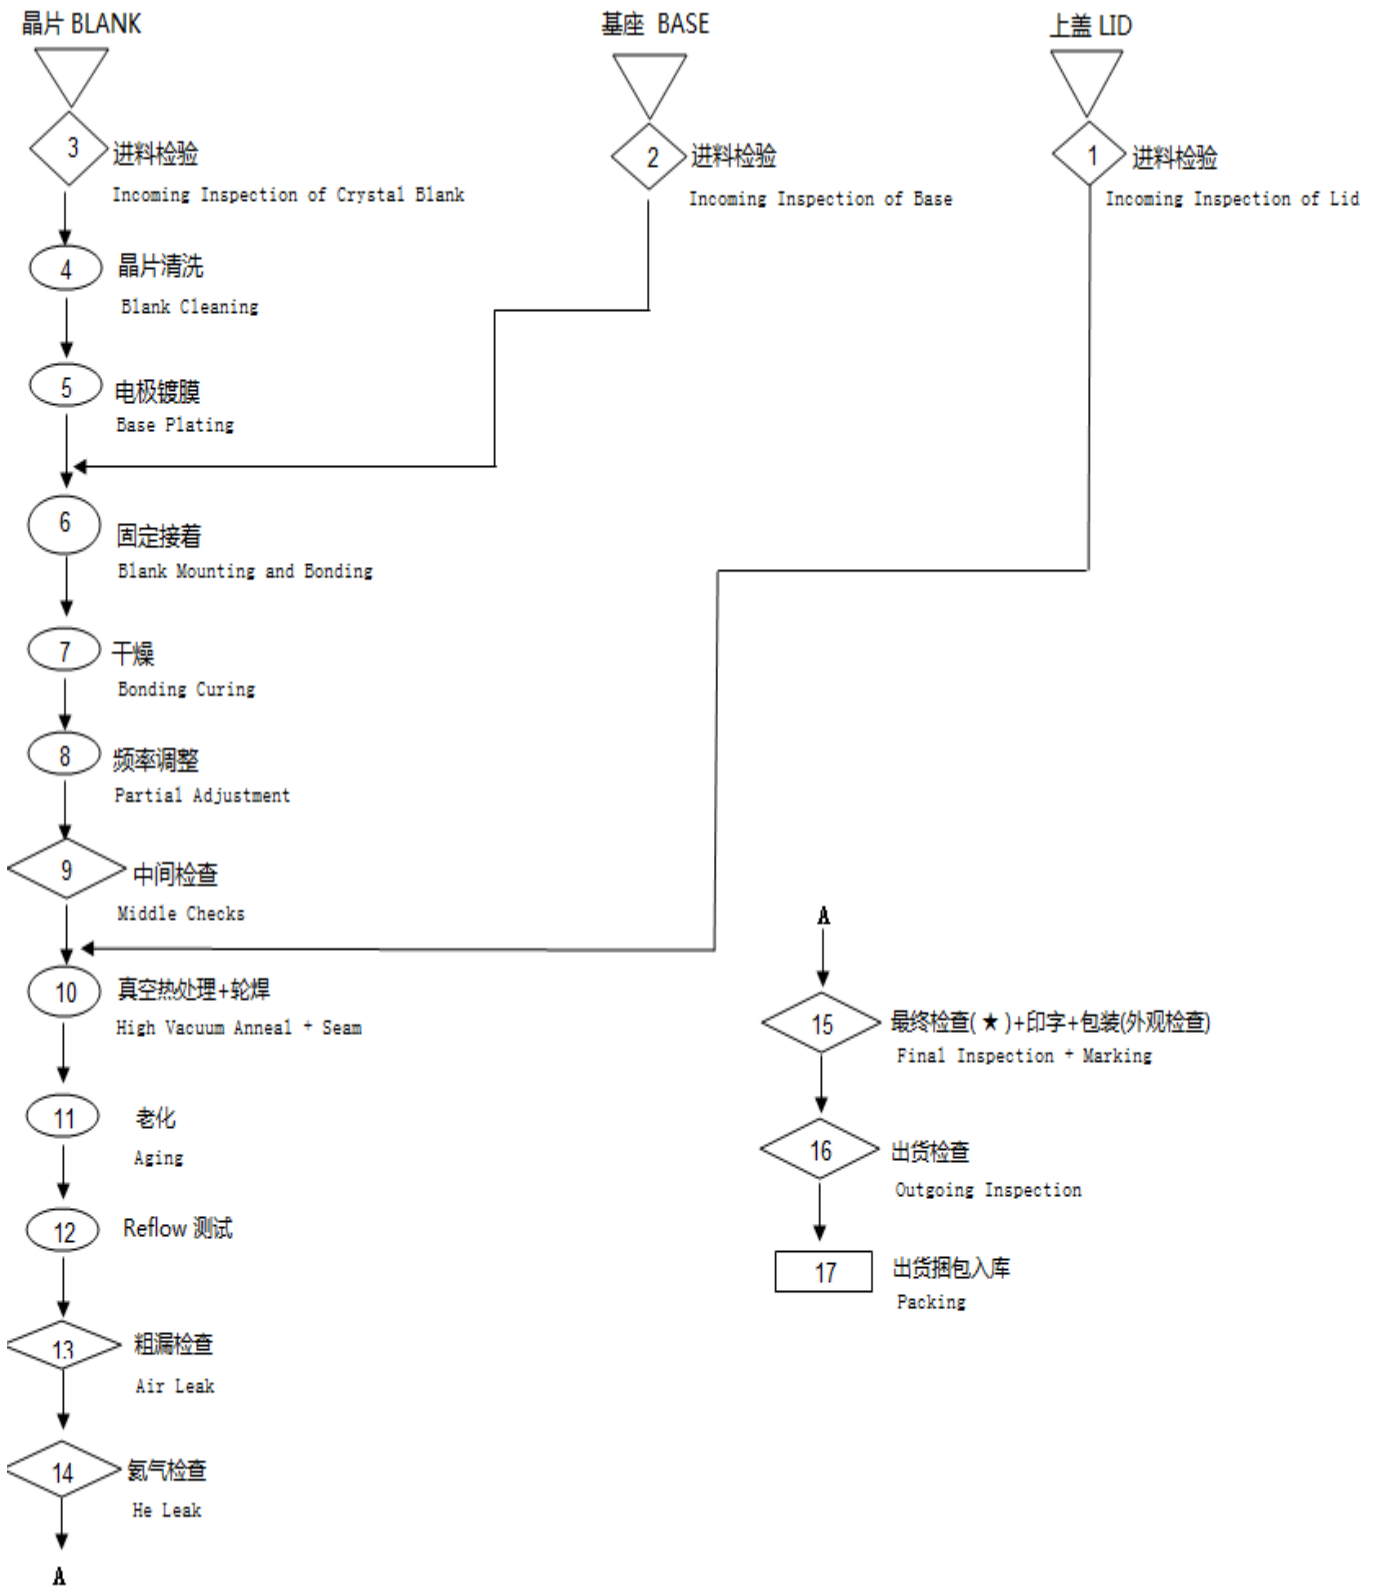 晶片 BLANK
基座 BASE
上盖 LID
3
进料检验
Incoming Inspection of Crystal Blank
2
进料检验
Incoming Inspection of Base
1
进料检验
Incoming Inspection of Lid
4
晶片清洗
Blank Cleaning
5
电极镀膜
Base Plating
6
固定接着
Blank Mounting and Bonding
7
干燥
Bonding Curing
8
频率调整
Partial Adjustment
9
中间检查
Middle Checks
10
真空热处理+轮焊
High Vacuum Anneal + Seam
11
老化
Aging
12
Reflow 测试
13
粗漏检查
Air Leak
14
氦气检查
He Leak
A
A
15
最终检查(★)+印字+包装(外观检查)
Final Inspection + Marking
16
出货检查
Outgoing Inspection
17
出货捆包入库
Packing